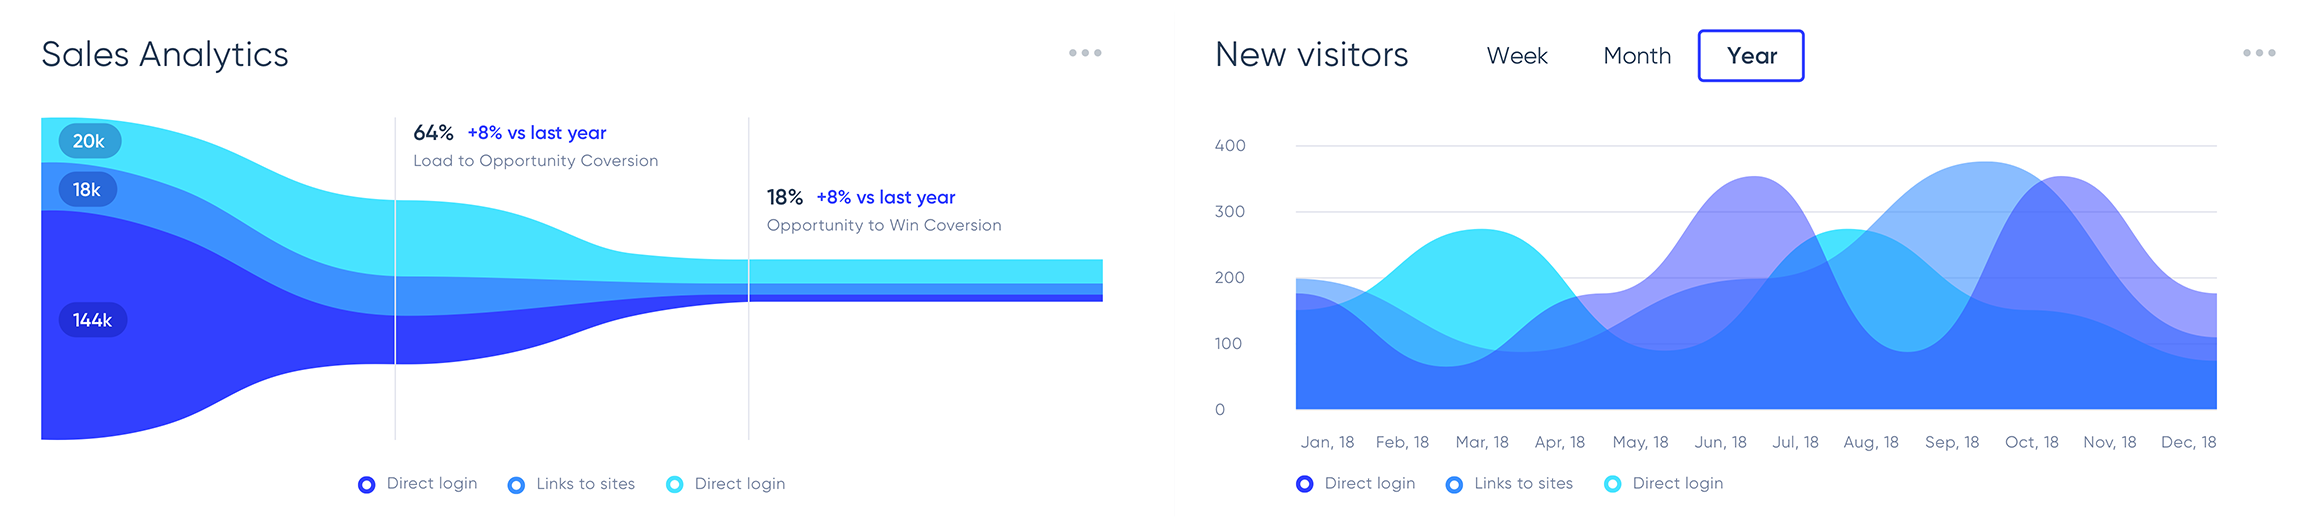 Sales Analytics
20k
18k
144k
64% +8% vs last year
Load to Opportunity Coversion
18% +8% vs last year
Opportunity to Win Coversion
Direct login Links to sites Direct login
New visitors Week Month Year
400
300
200
100
0
Jan, 18 Feb, 18 Mar, 18 Apr, 18 May, 18 Jun, 18 Jul, 18 Aug, 18 Sep, 18 Oct, 18 Nov, 18 Dec, 18
Direct login Links to sites Direct login